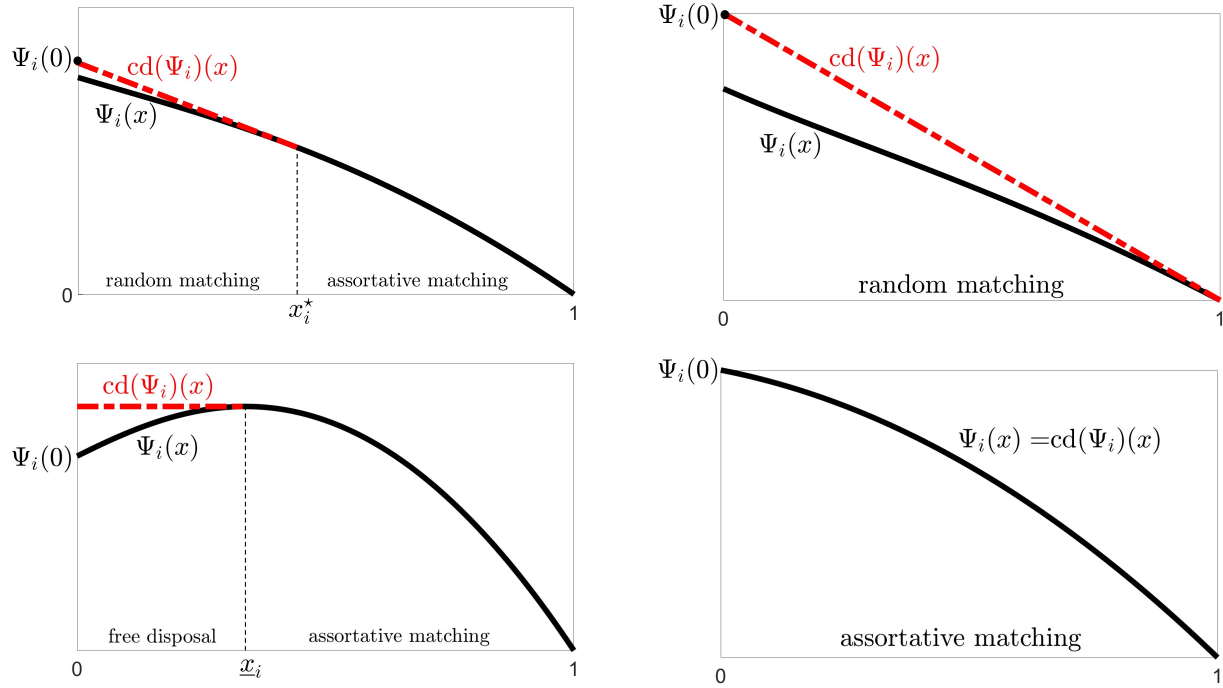 Ψᵢ(0)
cd(Ψᵢ)(x)
Ψᵢ(x)
random matching
assortative matching
0
xᵢ⋆
1
Ψᵢ(0)
cd(Ψᵢ)(x)
Ψᵢ(x)
random matching
0
1
cd(Ψᵢ)(x)
Ψᵢ(x)
Ψᵢ(0)
free disposal
assortative matching
0
x̲ᵢ
1
Ψᵢ(0)
Ψᵢ(x) =cd(Ψᵢ)(x)
assortative matching
0
1